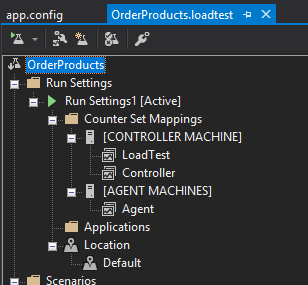 app.config
OrderProducts.loadtest
OrderProducts
Run Settings
Run Settings1 [Active]
Counter Set Mappings
[CONTROLLER MACHINE]
LoadTest
Controller
[AGENT MACHINES]
Agent
Applications
Location
Default
Scenarios